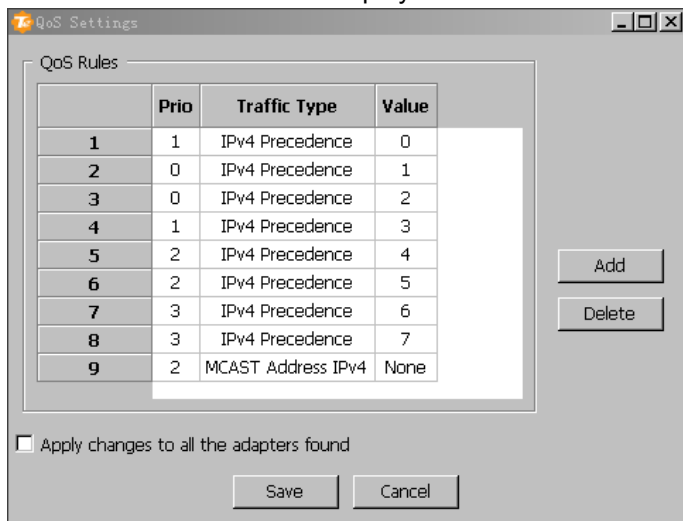 QoS Settings
QoS Rules
Prio Traffic Type Value
1 1 IPv4 Precedence 0
2 0 IPv4 Precedence 1
3 0 IPv4 Precedence 2
4 1 IPv4 Precedence 3
5 2 IPv4 Precedence 4
6 2 IPv4 Precedence 5
7 3 IPv4 Precedence 6
8 3 IPv4 Precedence 7
9 2 MCAST Address IPv4 None
Add
Delete
Apply changes to all the adapters found
Save Cancel